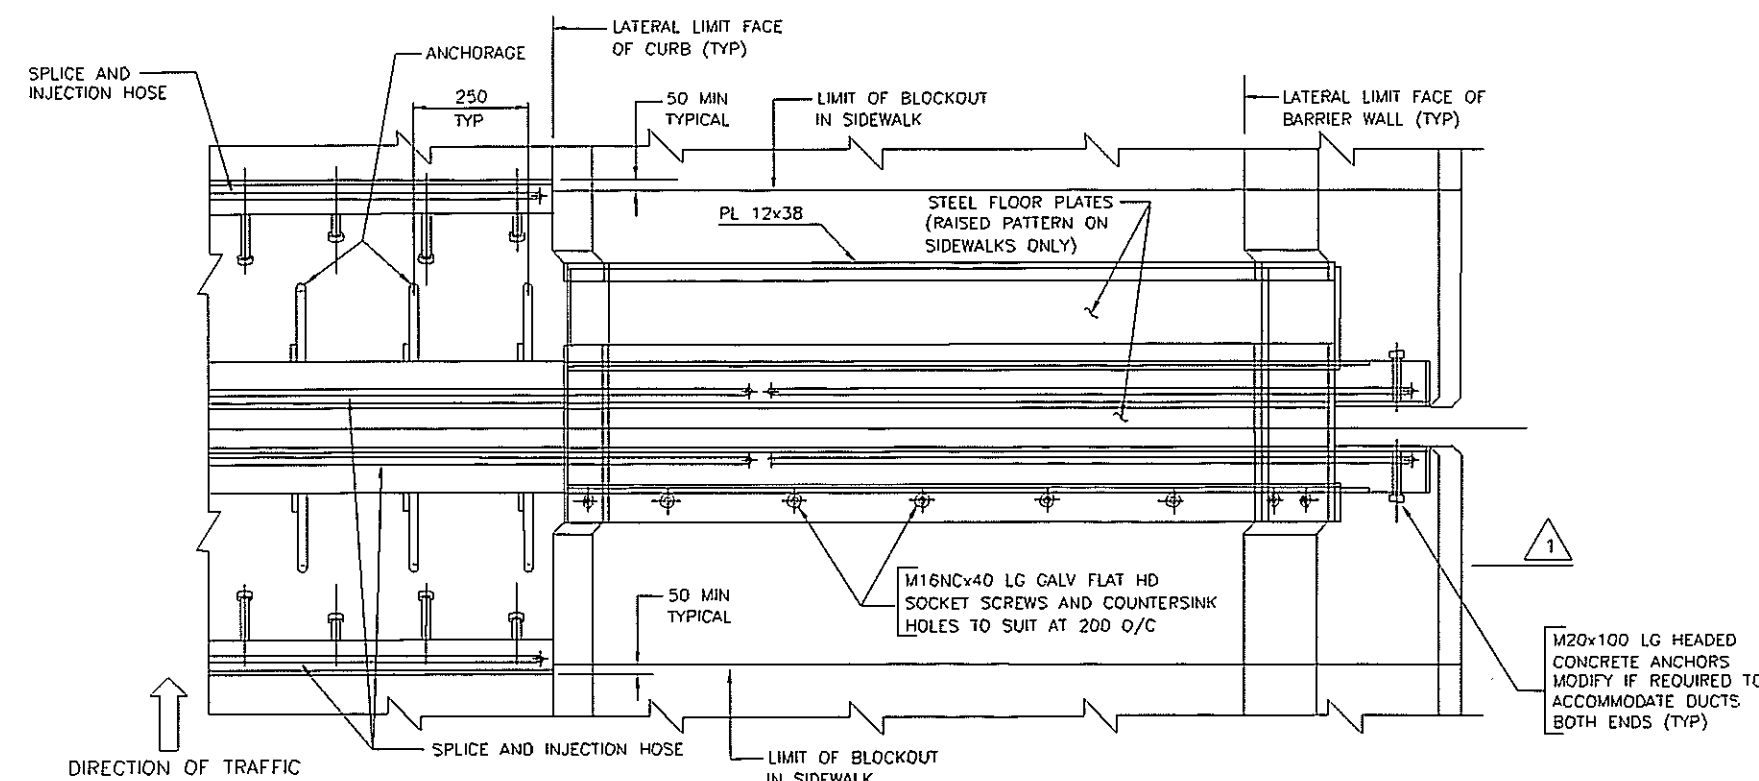 LATERAL LIMIT FACE
OF CURB (TYP)
ANCHORAGE
SPLICE AND
INJECTION HOSE
250
TYP
50 MIN
TYPICAL
LIMIT OF BLOCKOUT
IN SIDEWALK
LATERAL LIMIT FACE OF
BARRIER WALL (TYP)
PL 12x38
STEEL FLOOR PLATES
(RAISED PATTERN ON
SIDEWALKS ONLY)
1
50 MIN
TYPICAL
M16NCx40 LG GALV FLAT HD
SOCKET SCREWS AND COUNTERSINK
HOLES TO SUIT AT 200 O/C
M20x100 LG HEADED
CONCRETE ANCHORS
MODIFY IF REQUIRED TO
ACCOMMODATE DUCTS
BOTH ENDS (TYP)
SPLICE AND INJECTION HOSE
LIMIT OF BLOCKOUT
IN SIDEWALK
DIRECTION OF TRAFFIC